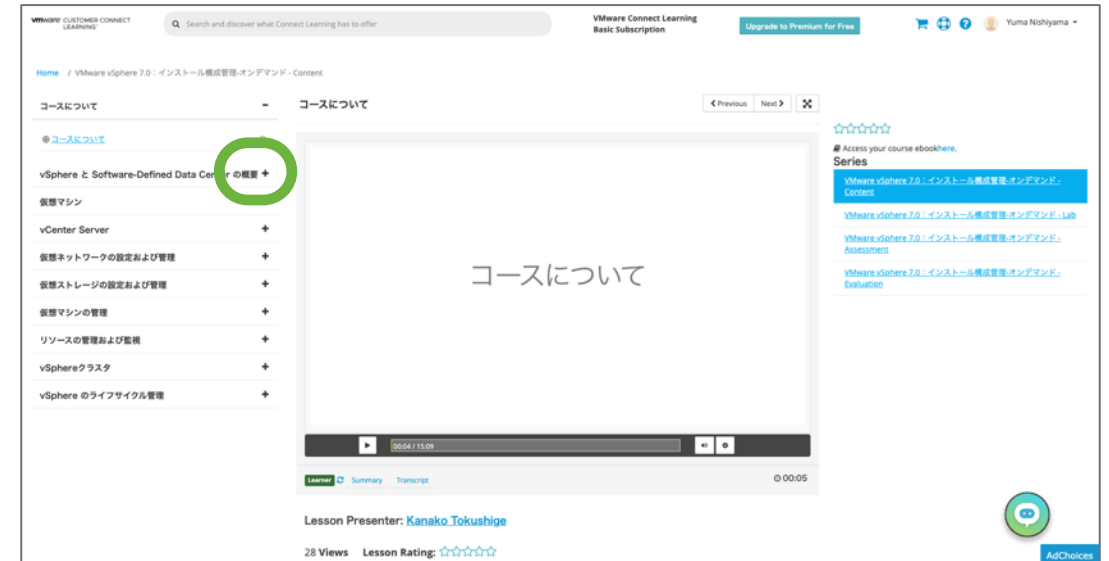 vmware CUSTOMER CONNECT
LEARNING
Search and discover what Connect Learning has to offer
VMware Connect Learning
Basic Subscription
Upgrade to Premium for Free
Yuma Nishiyama
Home / VMware vSphere 7.0：インストール構成管理-オンデマンド - Content
コースについて
コースについて
vSphere と Software-Defined Data Center の概要 +
仮想マシン
vCenter Server +
仮想ネットワークの設定および管理 +
仮想ストレージの設定および管理 +
仮想マシンの管理 +
リソースの管理および監視 +
vSphereクラスタ +
vSphere のライフサイクル管理 +
コースについて
Previous Next
コースについて
00:04 / 15:09
Learner Summary Transcript
00:05
Lesson Presenter: Kanako Tokushige
28 Views Lesson Rating:
Access your course ebookhere.
Series
VMware vSphere 7.0：インストール構成管理-オンデマンド -
Content
VMware vSphere 7.0：インストール構成管理-オンデマンド - Lab
VMware vSphere 7.0：インストール構成管理-オンデマンド -
Assessment
VMware vSphere 7.0：インストール構成管理-オンデマンド -
Evaluation
AdChoices